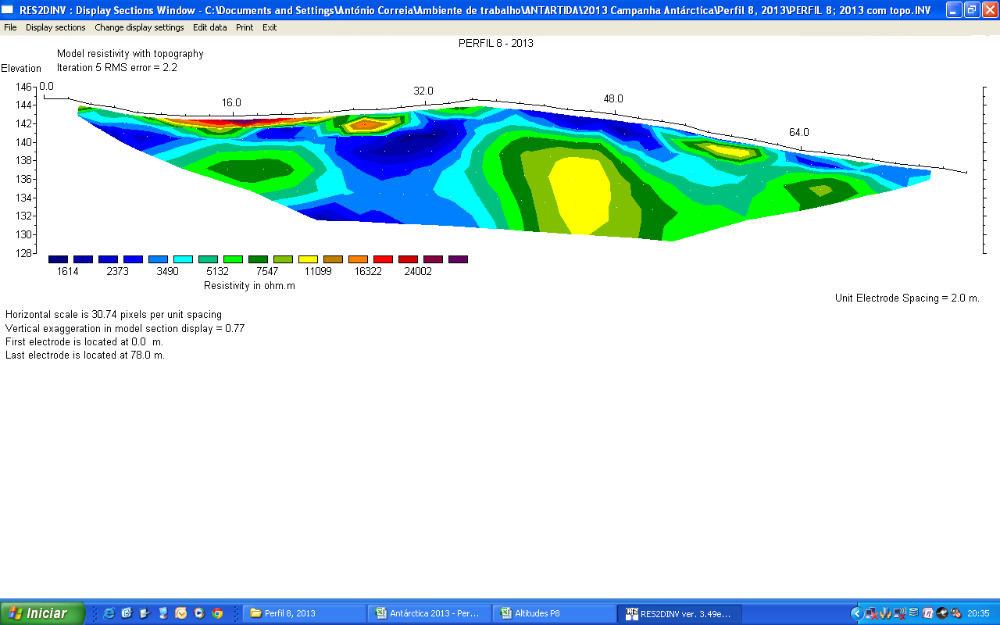 RES2DINV : Display Sections Window - C:\Documents and Settings\António Correia\Ambiente de trabalho\ANTARTIDA\2013 Campanha Antárctica\Perfil 8, 2013\PERFIL 8; 2013 com topo.INV
File Display sections Change display settings Edit data Print Exit
PERFIL 8 - 2013
Model resistivity with topography
Elevation Iteration 5 RMS error = 2.2
146 0.0 16.0 32.0 48.0 64.0
144
142
140
138
136
134
132
130
128
1614 2373 3490 5132 7547 11099 16322 24002
Resistivity in ohm.m
Unit Electrode Spacing = 2.0 m.
Horizontal scale is 30.74 pixels per unit spacing
Vertical exaggeration in model section display = 0.77
First electrode is located at 0.0 m.
Last electrode is located at 78.0 m.
Iniciar Perfil 8, 2013 Antárctica 2013 - Per... Altitudes P8 RES2DINV ver. 3.49e... 20:35